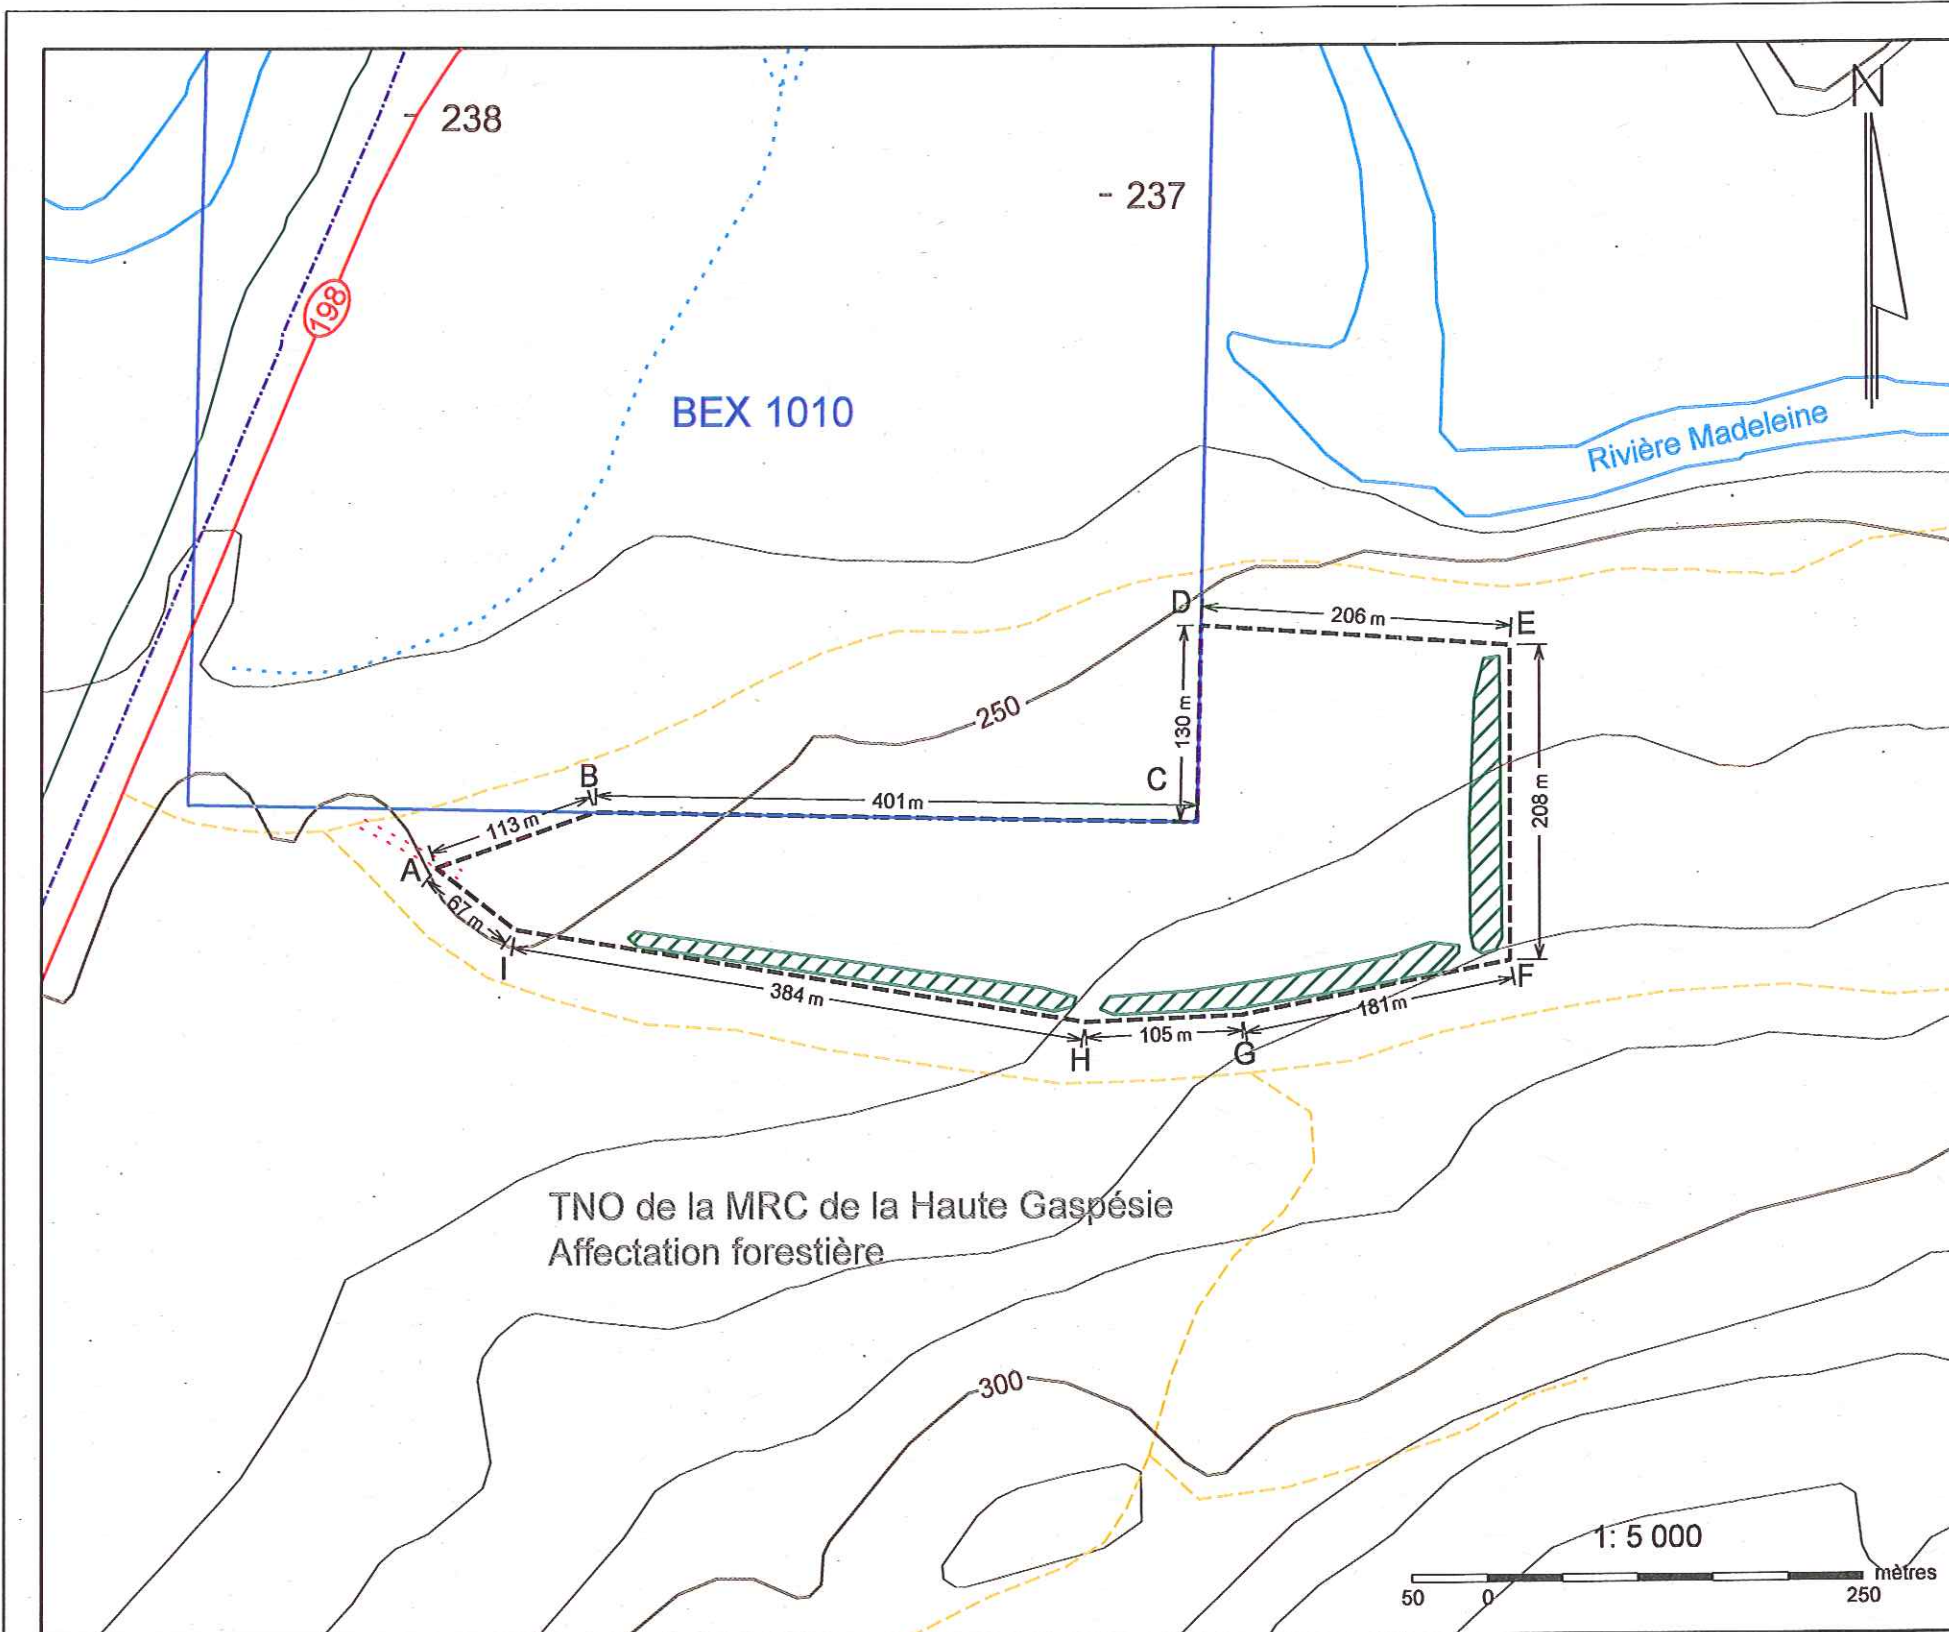 N
- 238
- 237
198
BEX 1010
Rivière Madeleine
D
206 m
E
130 m
250
B
C
401 m
208 m
113 m
A
67 m
I
384 m
F
181 m
105 m
H
G
TNO de la MRC de la Haute Gaspésie
Affectation forestière
300
1: 5 000
mètres
50
0
250